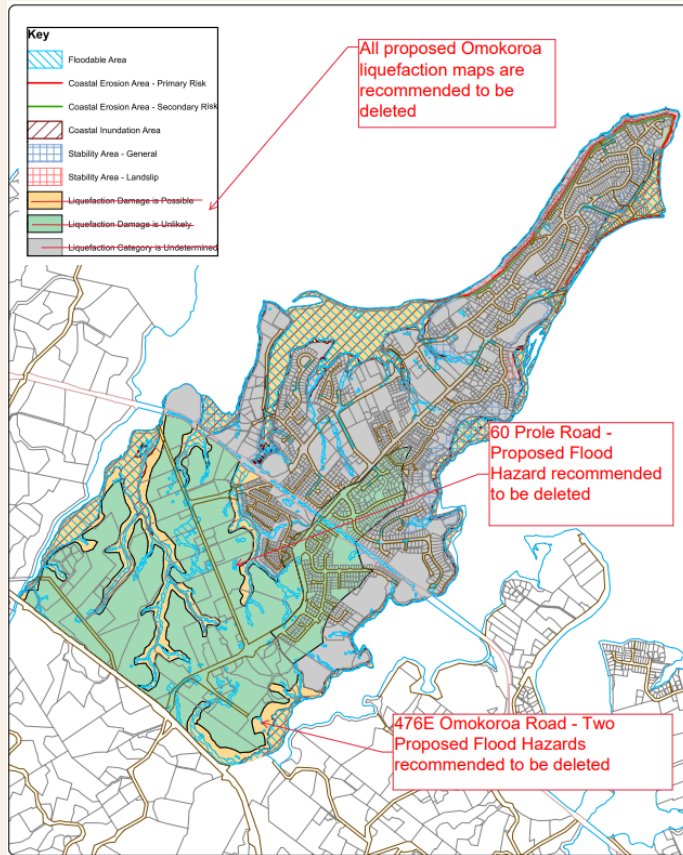 Key
Floodable Area
Coastal Erosion Area - Primary Risk
Coastal Erosion Area - Secondary Risk
Coastal Inundation Area
Stability Area - General
Stability Area - Landslip
Liquefaction Damage is Possible
Liquefaction Damage is Unlikely
Liquefaction Category is Undetermined
All proposed Omokoroa
liquefaction maps are
recommended to be
deleted
60 Prole Road -
Proposed Flood
Hazard recommended
to be deleted
476E Omokoroa Road - Two
Proposed Flood Hazards
recommended to be deleted